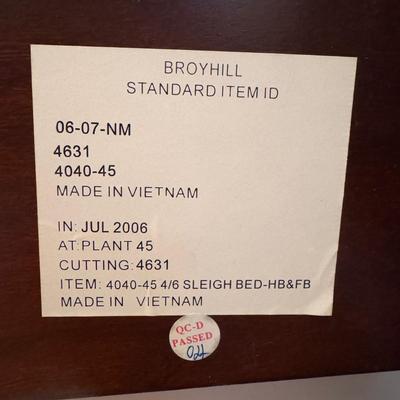 BROYHILL
STANDARD ITEM ID
06-07-NM
4631
4040-45
MADE IN VIETNAM
IN: JUL 2006
AT:PLANT 45
CUTTING:4631
ITEM: 4040-45 4/6 SLEIGH BED-HB&FB
MADE IN VIETNAM
QC-D
PASSED
04